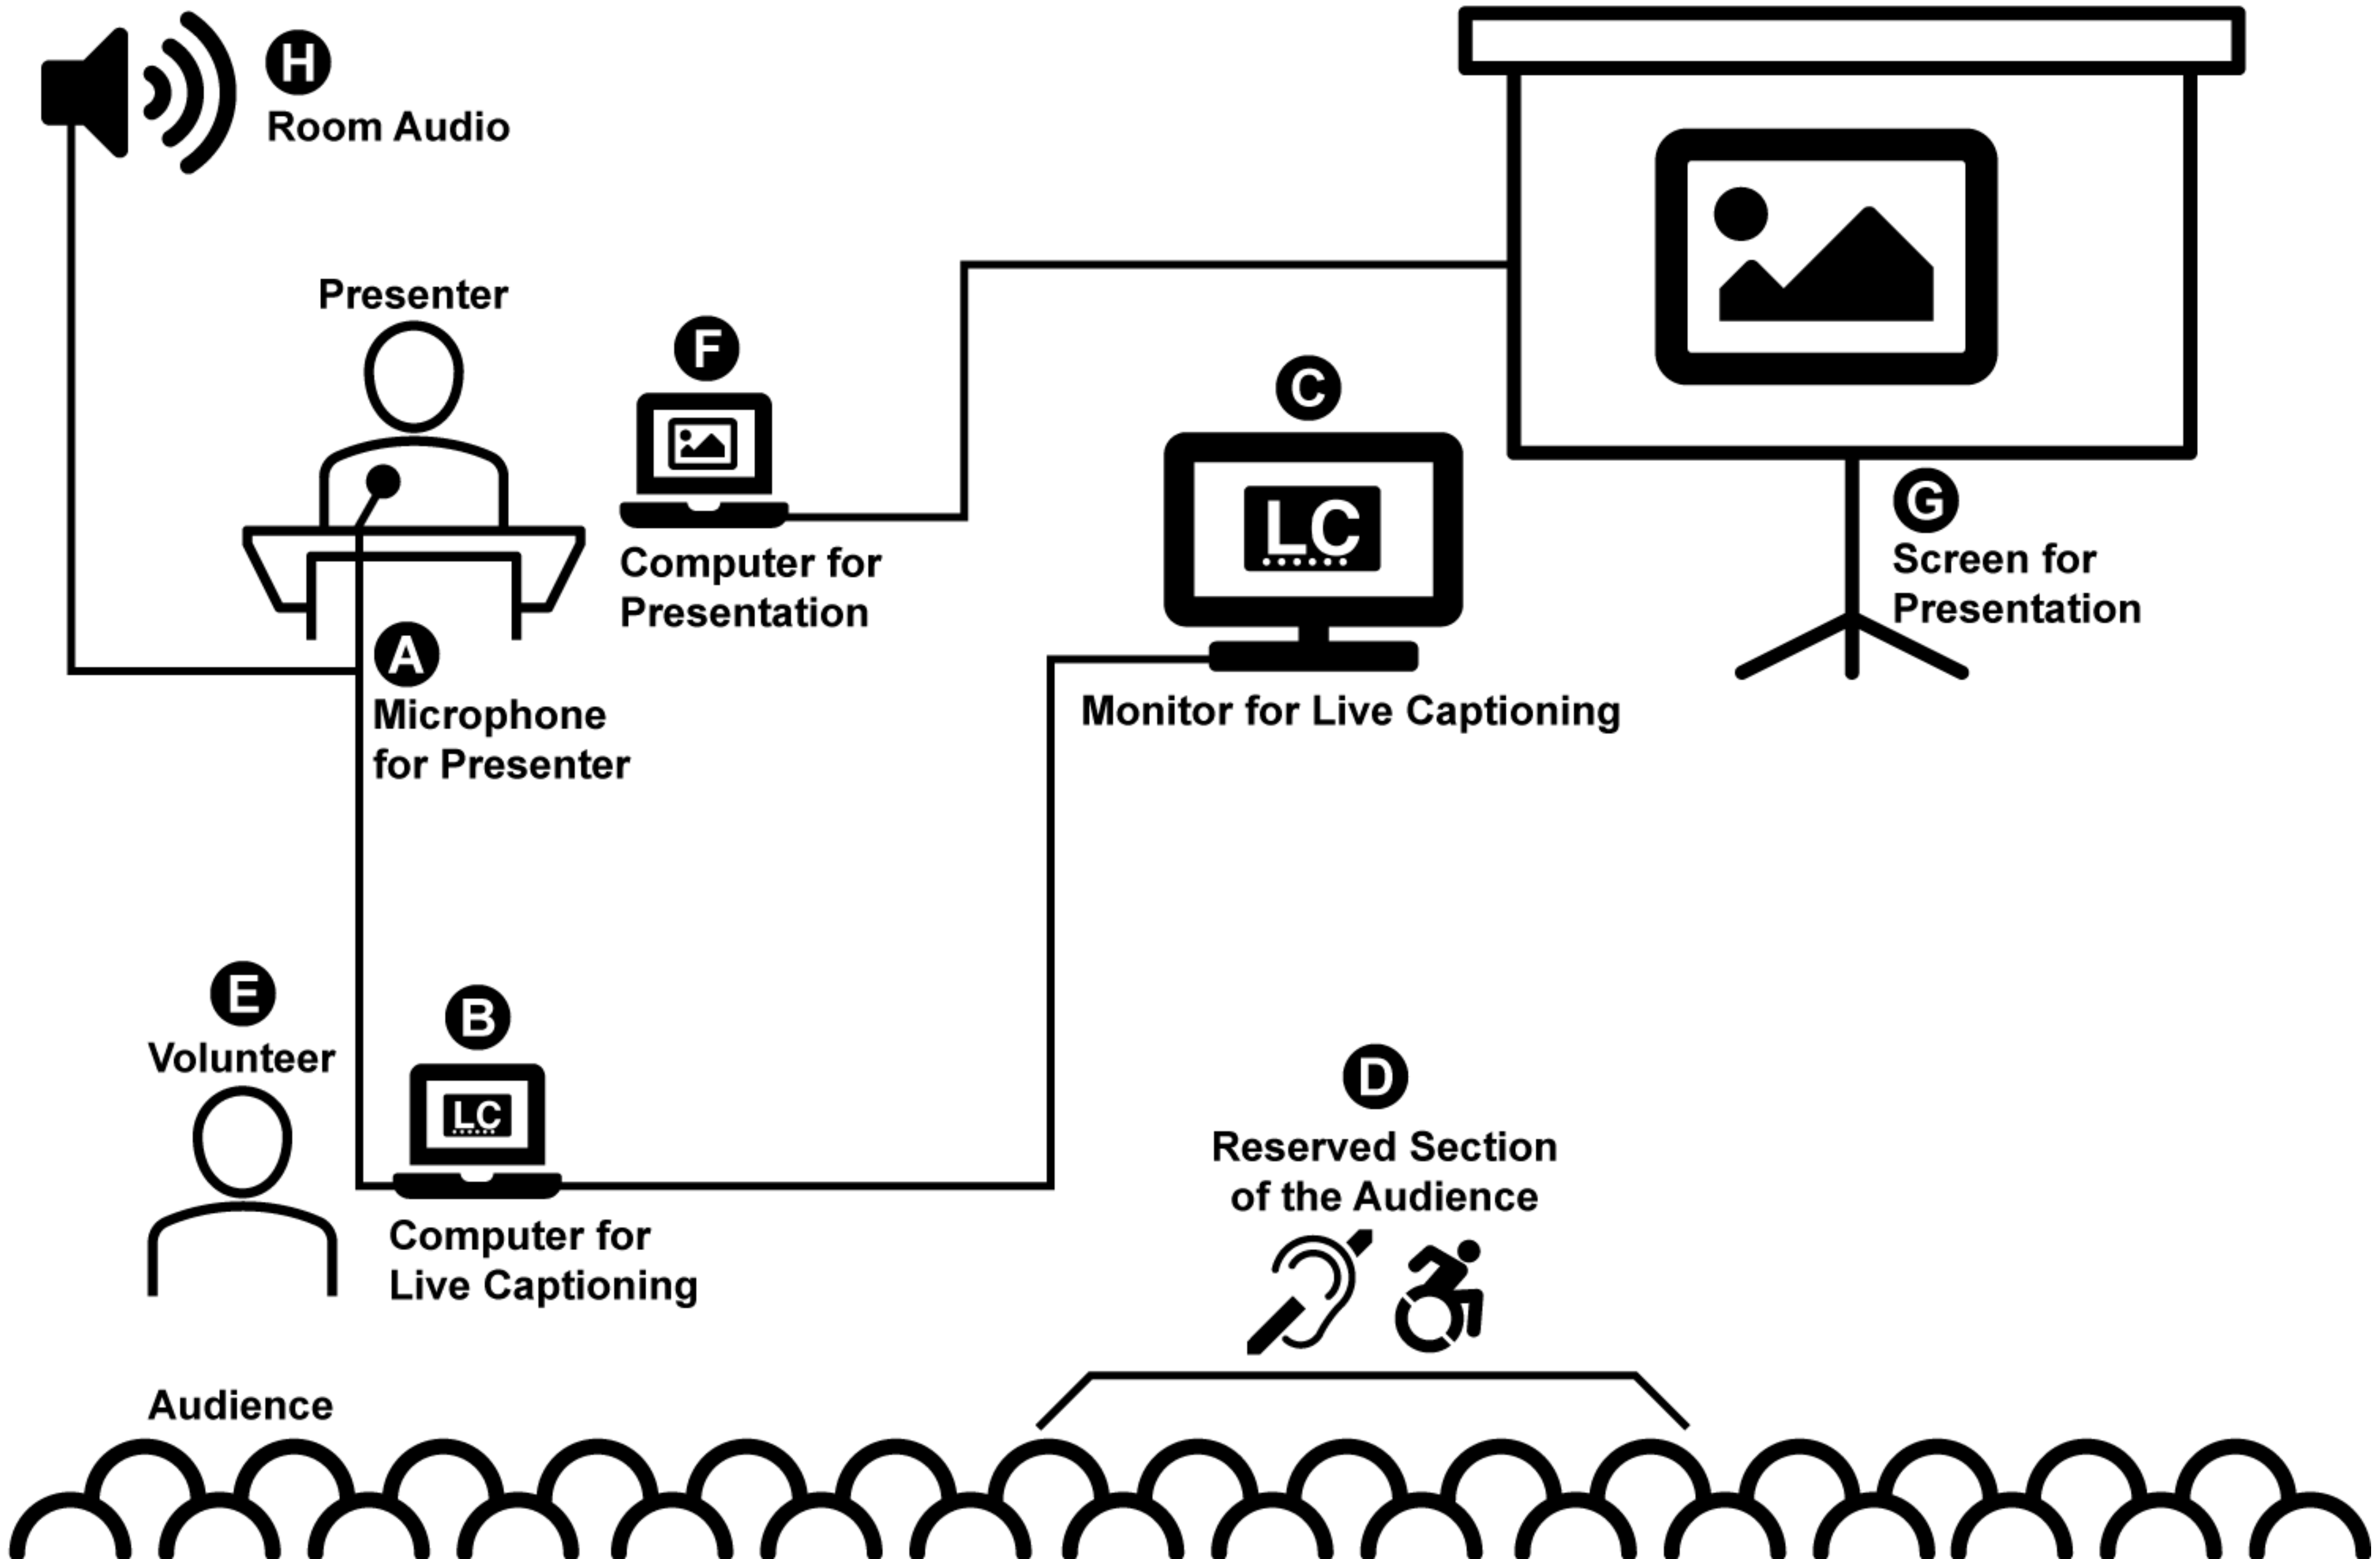 H
Room Audio
Presenter
F
Computer for
Presentation
C
LC
Monitor for Live Captioning
G
Screen for
Presentation
A
Microphone
for Presenter
E
Volunteer
B
LC
Computer for
Live Captioning
D
Reserved Section
of the Audience
Audience